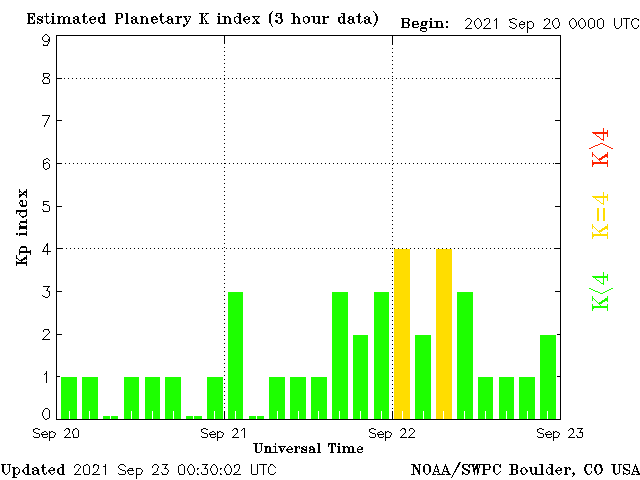 Estimated Planetary K index (3 hour data) Begin: 2021 Sep 20 0000 UTC
9
8
7
6
5
4
3
2
1
0
Kp index
Sep 20 Sep 21 Sep 22 Sep 23
Universal Time
K<4 K=4 K>4
Updated 2021 Sep 23 00:30:02 UTC NOAA/SWPC Boulder, CO USA